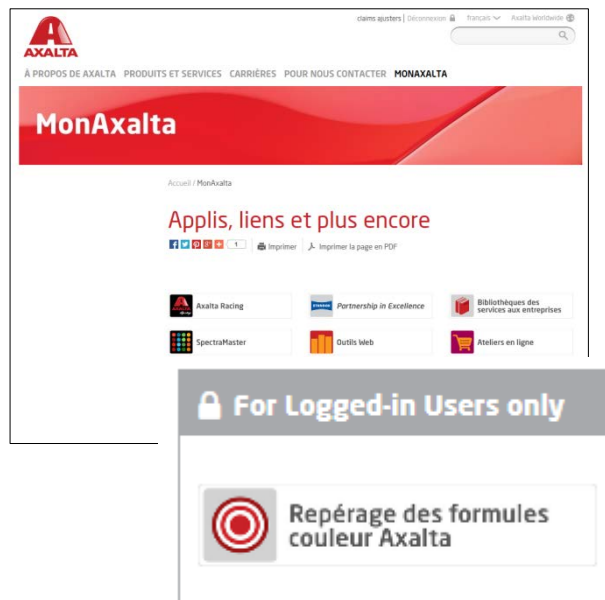 claims ajusters | Déconnexion français Axalta Worldwide
AXALTA
À PROPOS DE AXALTA PRODUITS ET SERVICES CARRIÈRES POUR NOUS CONTACTER MONAXALTA
MonAxalta
Accueil / MonAxalta
Applis, liens et plus encore
1 Imprimer Imprimer la page en PDF
Axalta Racing
Partnership in Excellence
Bibliothèques des
services aux entreprises
SpectraMaster
Outils Web
Ateliers en ligne
For Logged-in Users only
Repérage des formules
couleur Axalta